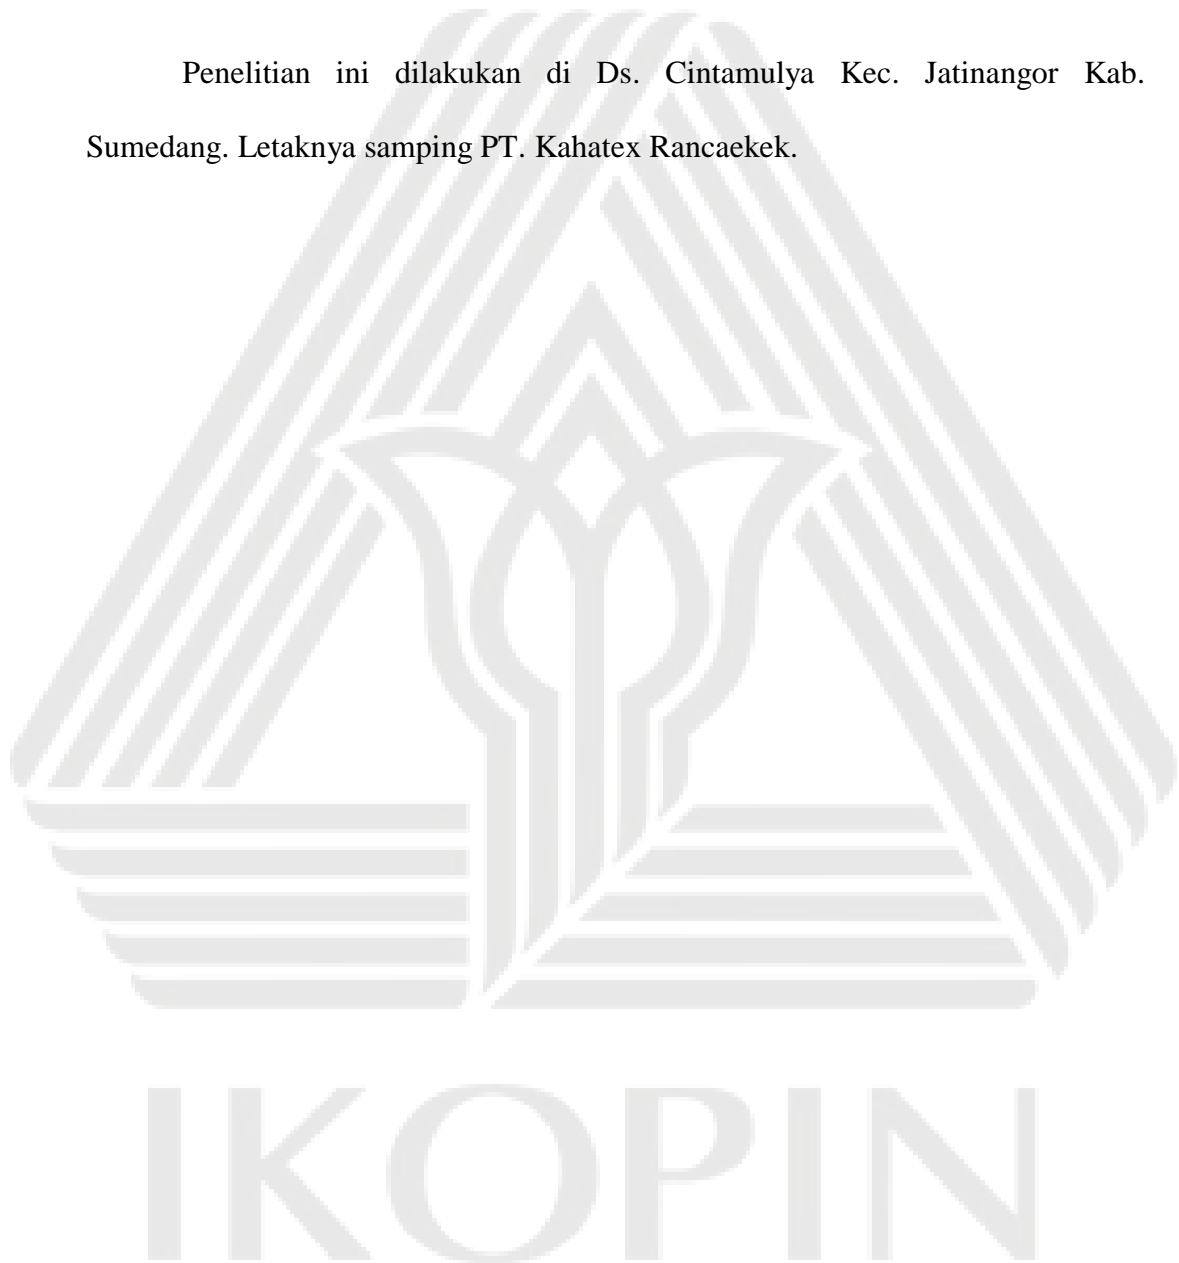 Penelitian ini dilakukan di Ds. Cintamulya Kec. Jatinangor Kab.
Sumedang. Letaknya samping PT. Kahatex Rancaekek.
IKOPIN